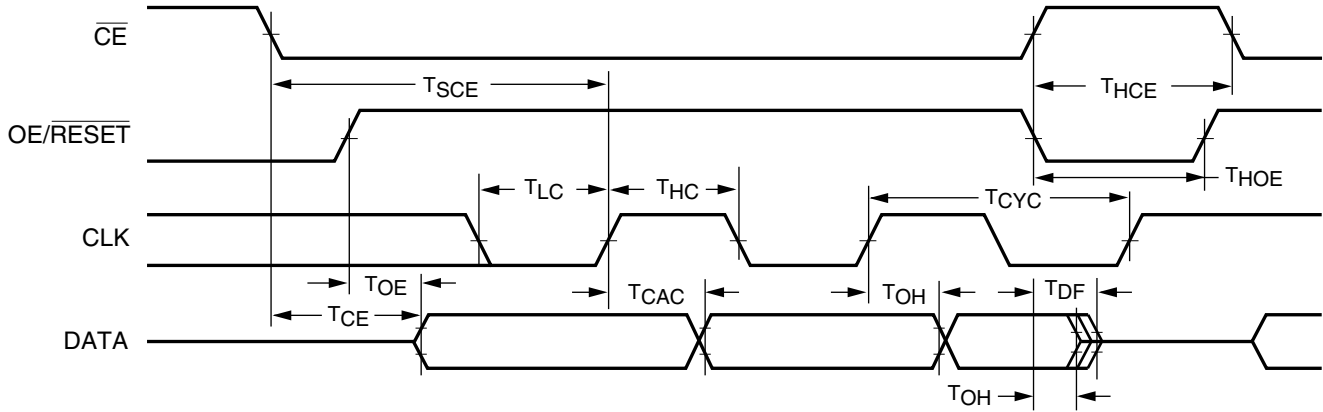 CE
TSCE
THCE
OE/RESET
THOE
TLC
THC
TCYC
CLK
TOE
TCAC
TOH
TDF
TCE
DATA
TOH